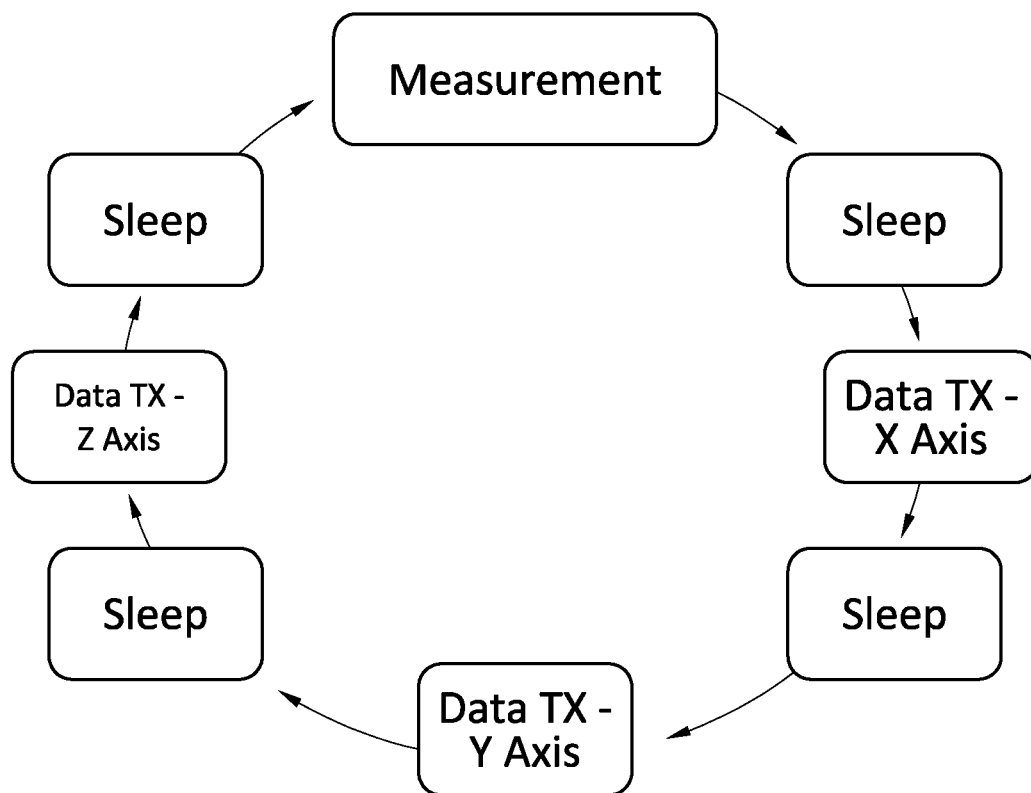 Measurement
Sleep
Data TX -
X Axis
Sleep
Data TX -
Y Axis
Sleep
Data TX -
Z Axis
Sleep